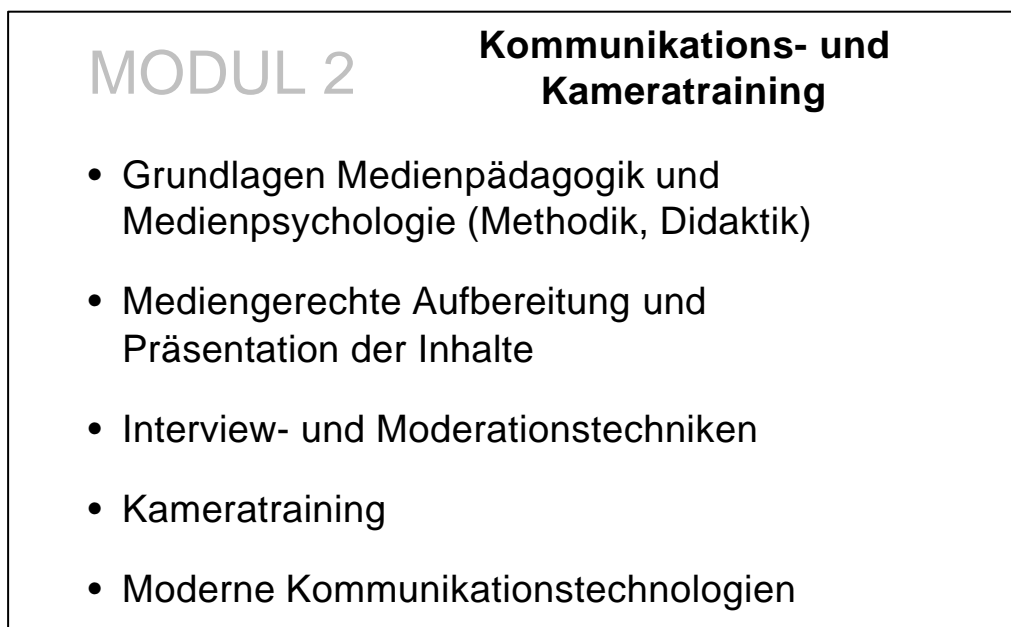 MODUL 2
Kommunikations- und
Kameratraining
• Grundlagen Medienpädagogik und
Medienpsychologie (Methodik, Didaktik)
• Mediengerechte Aufbereitung und
Präsentation der Inhalte
• Interview- und Moderationstechniken
• Kameratraining
• Moderne Kommunikationstechnologien